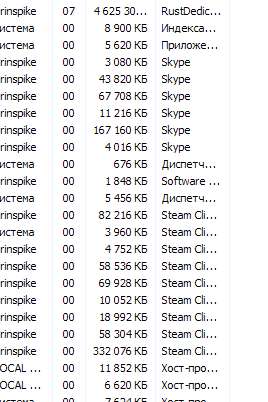 rinspike 07 4 625 30... RustDedic...
істема 00 8 900 КБ Индекса...
істема 00 5 620 КБ Приложе...
rinspike 00 3 080 КБ Skype
rinspike 00 43 820 КБ Skype
rinspike 00 67 708 КБ Skype
rinspike 00 11 216 КБ Skype
rinspike 00 167 160 КБ Skype
rinspike 00 4 016 КБ Skype
істема 00 676 КБ Диспетч...
rinspike 00 1 848 КБ Software ...
істема 00 5 456 КБ Диспетч...
rinspike 00 82 216 КБ Steam Cli...
істема 00 3 960 КБ Steam Cli...
rinspike 00 4 752 КБ Steam Cli...
rinspike 00 58 536 КБ Steam Cli...
rinspike 00 69 928 КБ Steam Cli...
rinspike 00 10 052 КБ Steam Cli...
rinspike 00 18 992 КБ Steam Cli...
rinspike 00 58 304 КБ Steam Cli...
rinspike 00 332 076 КБ Steam Cli...
OCAL ... 00 11 852 КБ Хост-про...
OCAL ... 00 6 620 КБ Хост-про...
істема 00 7 624 КБ Хост-про...